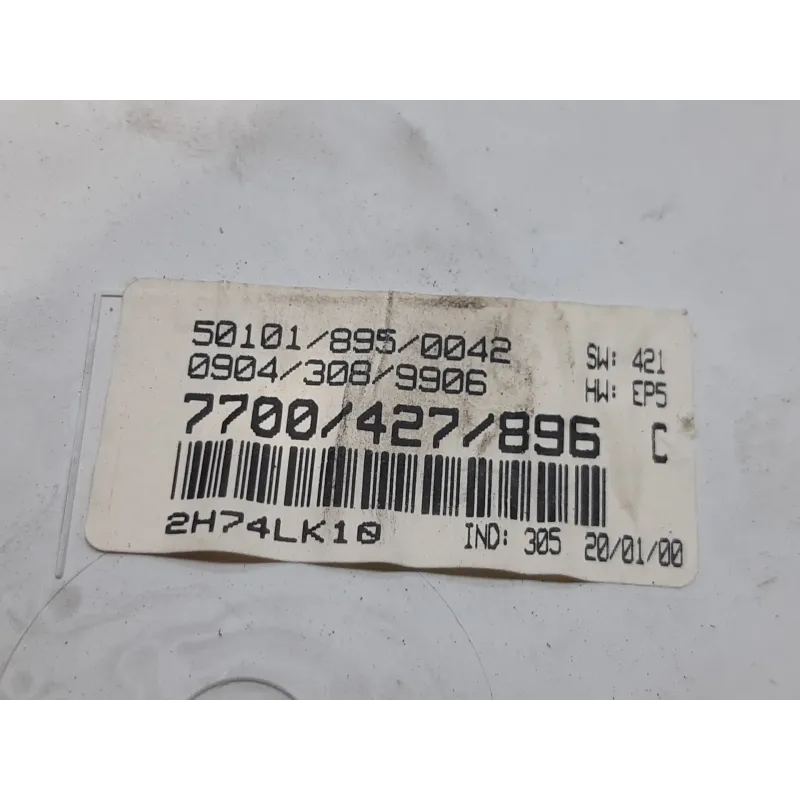 50101/895/0042
SW: 421
0904/308/9906
HW: EP5
7700/427/896 C
2H74LK10
IND: 305 20/01/00